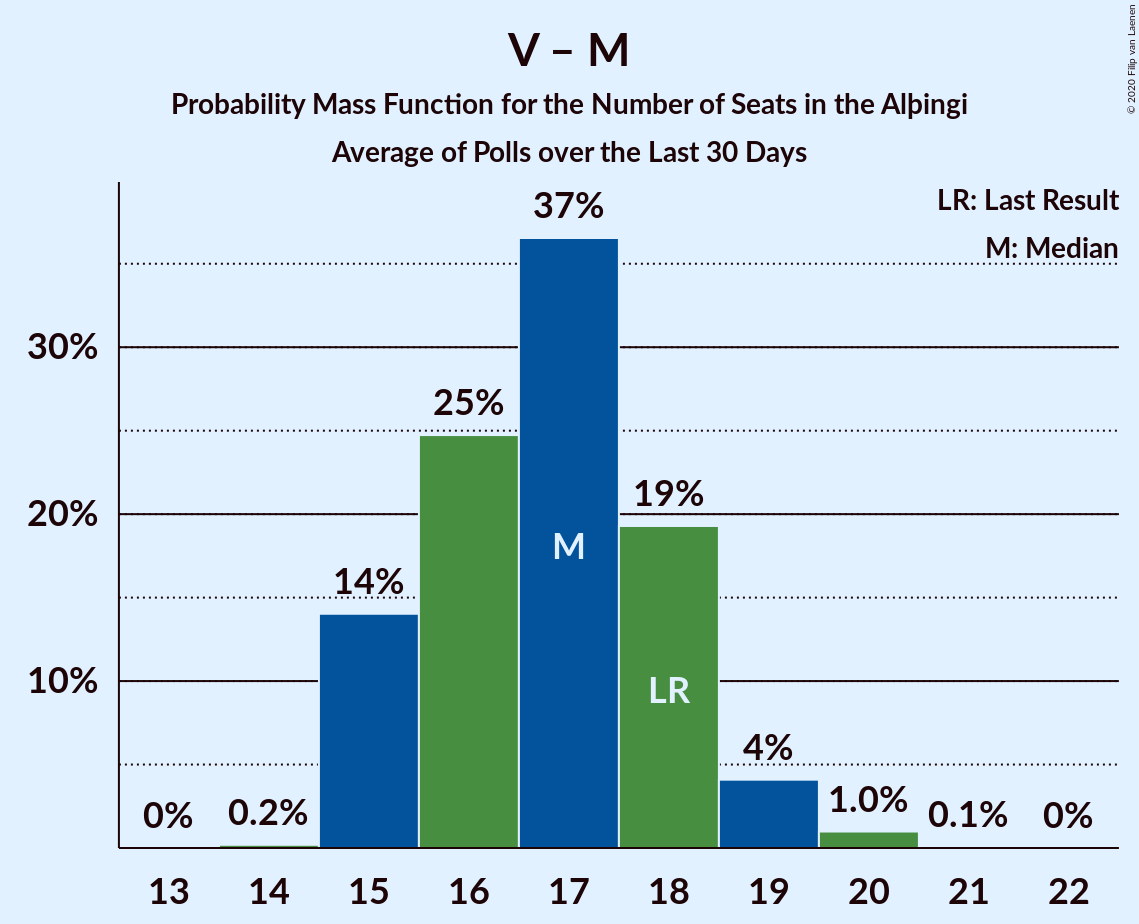 V – M
Probability Mass Function for the Number of Seats in the Alþingi
Average of Polls over the Last 30 Days
© 2020 Filip van Laenen
LR: Last Result
M: Median
37%
30%
25%
20%
19%
M
14%
10%
LR
4%
0%
0.2%
1.0%
0.1%
0%
13 14 15 16 17 18 19 20 21 22